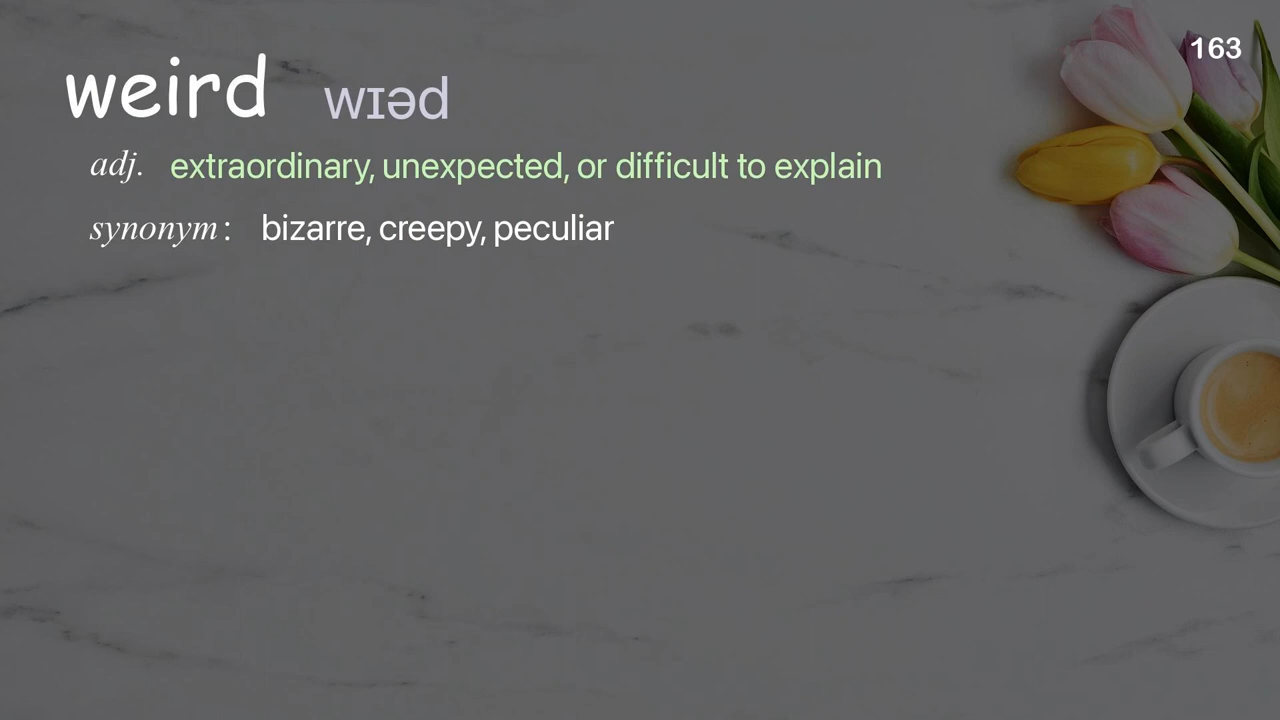 163
weird wɪəd
adj. extraordinary, unexpected, or difficult to explain
synonym: bizarre, creepy, peculiar